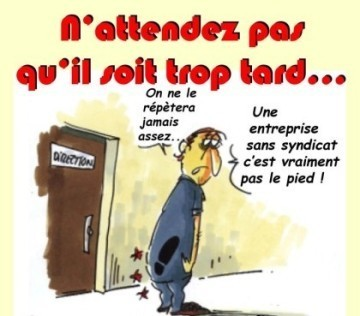 N'attendez pas
qu'il soit trop tard...
On ne le
répètera
jamais
assez...
Une
entreprise
sans syndicat
c'est vraiment
pas le pied !
DIRECTION